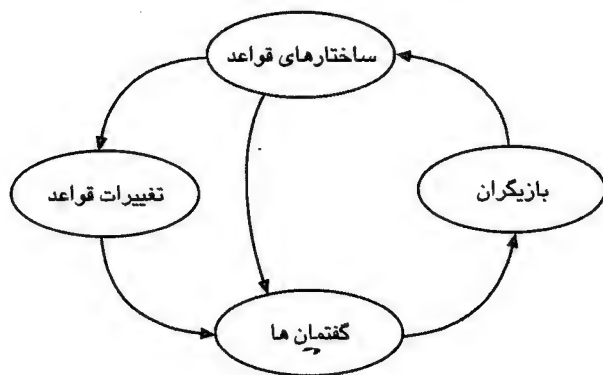 ساختارهای قواعد
بازیگران
تغییرات قواعد
گفتمان ها